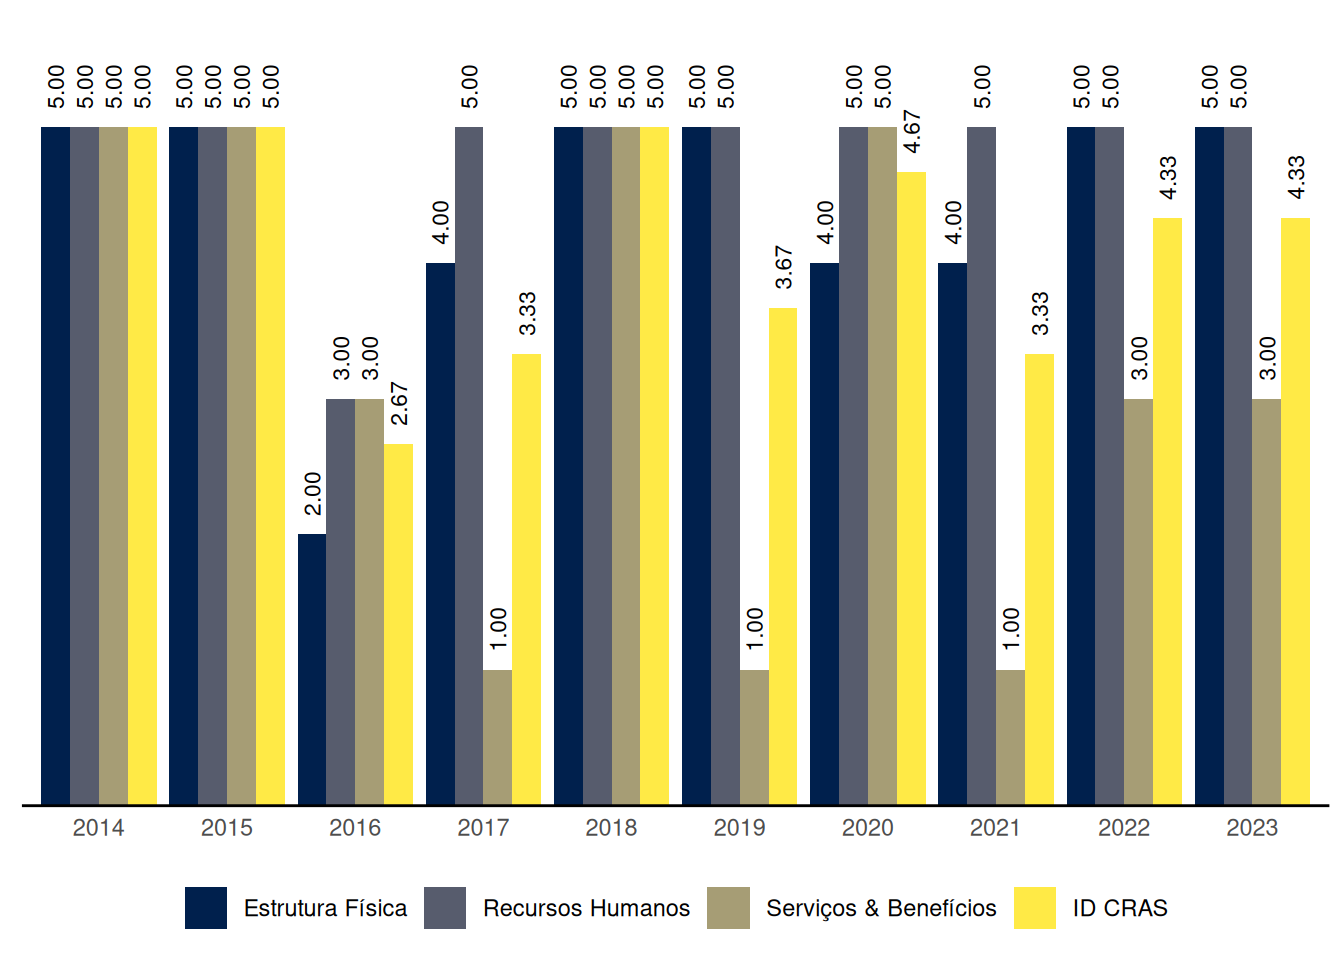 5.00 5.00 5.00 5.00 5.00 5.00 5.00 5.00 2.00 3.00 3.00 2.67 4.00 5.00 1.00 3.33 5.00 5.00 5.00 5.00 5.00 5.00 1.00 3.67 4.00 5.00 5.00 4.67 4.00 5.00 1.00 3.33 5.00 5.00 3.00 4.33 5.00 5.00 3.00 4.33
2014 2015 2016 2017 2018 2019 2020 2021 2022 2023
Estrutura Física Recursos Humanos Serviços & Benefícios ID CRAS